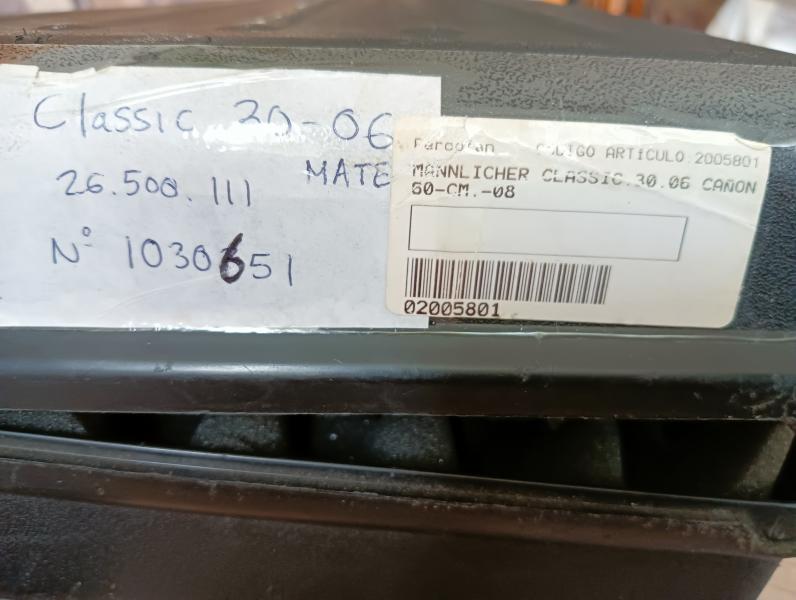 Classic 30-06
MATE
26.500.111
Nº 1030651
CODIGO ARTICULO.2005801
MANNLICHER CLASSIC.30.06 CAÑON
60-CM.-08
02005801